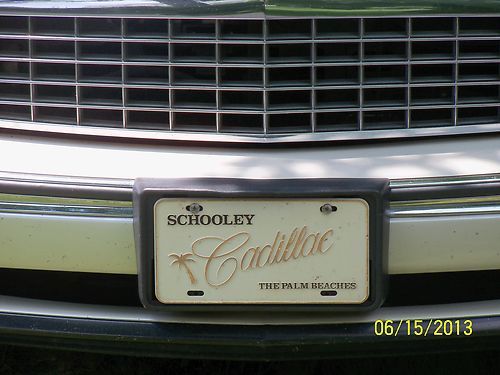 SCHOOLEY
Cadillac
THE PALM BEACHES
06/15/2013